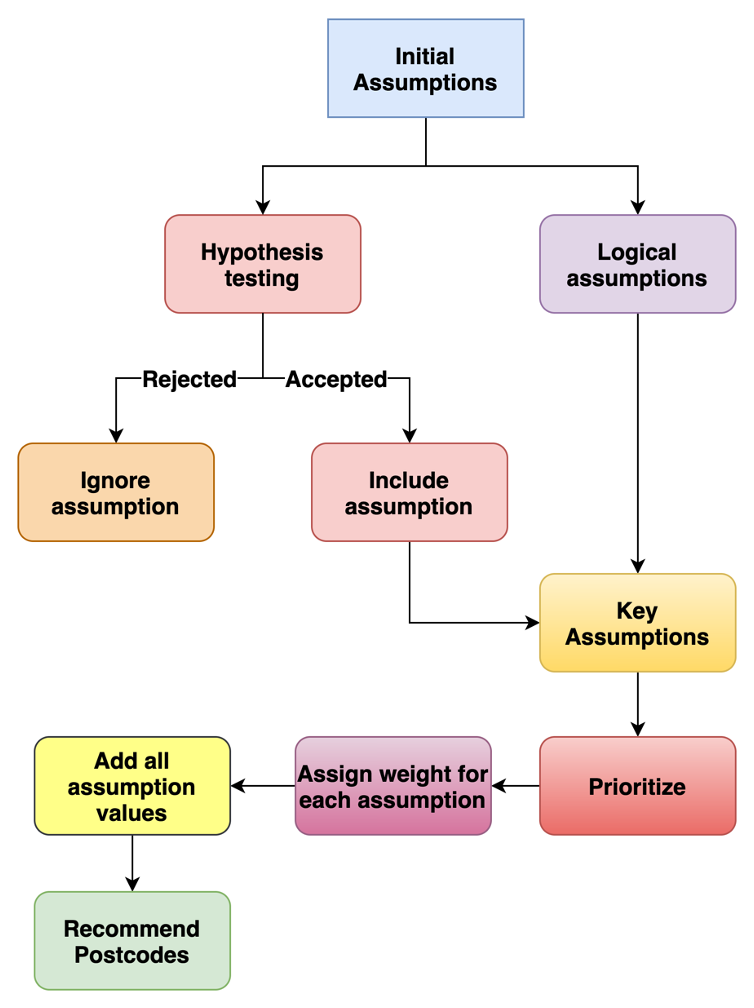 Initial
Assumptions
Hypothesis
testing
Logical
assumptions
Rejected
Accepted
Ignore
assumption
Include
assumption
Key
Assumptions
Prioritize
Assign weight for
each assumption
Add all
assumption
values
Recommend
Postcodes